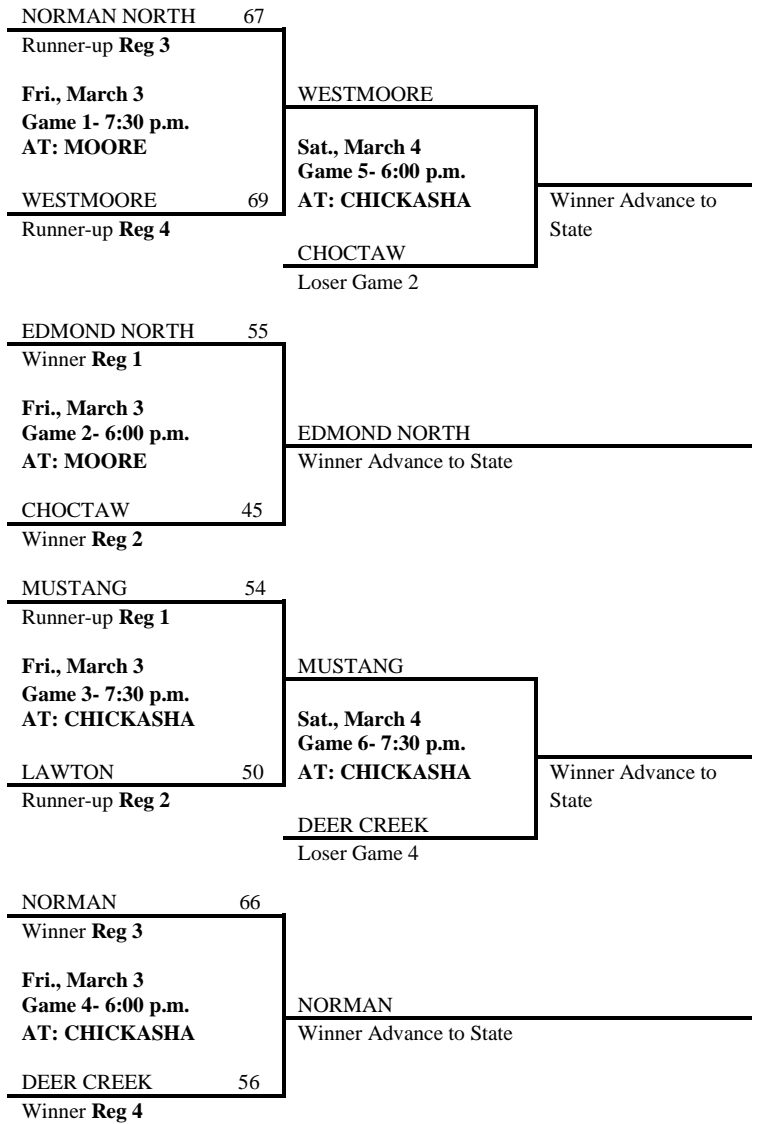 NORMAN NORTH 67
Runner-up Reg 3
Fri., March 3
Game 1- 7:30 p.m.
AT: MOORE
WESTMOORE 69
Runner-up Reg 4
WESTMOORE
Sat., March 4
Game 5- 6:00 p.m.
AT: CHICKASHA
CHOCTAW
Loser Game 2
Winner Advance to
State
EDMOND NORTH 55
Winner Reg 1
Fri., March 3
Game 2- 6:00 p.m.
AT: MOORE
CHOCTAW 45
Winner Reg 2
EDMOND NORTH
Winner Advance to State
MUSTANG 54
Runner-up Reg 1
Fri., March 3
Game 3- 7:30 p.m.
AT: CHICKASHA
LAWTON 50
Runner-up Reg 2
MUSTANG
Sat., March 4
Game 6- 7:30 p.m.
AT: CHICKASHA
DEER CREEK
Loser Game 4
Winner Advance to
State
NORMAN 66
Winner Reg 3
Fri., March 3
Game 4- 6:00 p.m.
AT: CHICKASHA
DEER CREEK 56
Winner Reg 4
NORMAN
Winner Advance to State